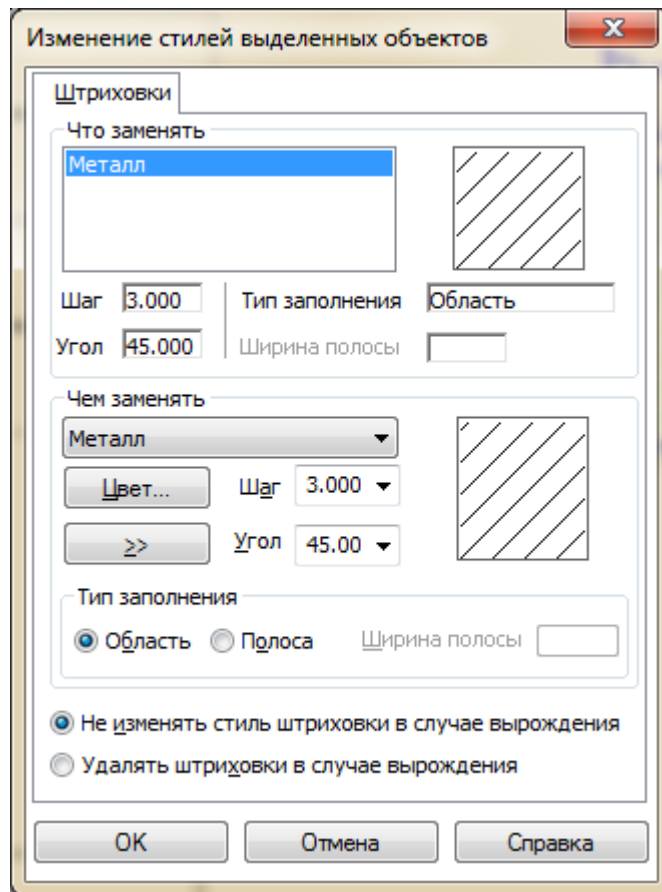 Изменение стилей выделенных объектов
Штриховки
Что заменять
Металл
Шаг 3.000 Тип заполнения Область
Угол 45.000 Ширина полосы
Чем заменять
Металл
Цвет... Шаг 3.000
>> Угол 45.00
Тип заполнения
Область Полоса Ширина полосы
Не изменять стиль штриховки в случае вырождения
Удалять штриховки в случае вырождения
OK Отмена Справка